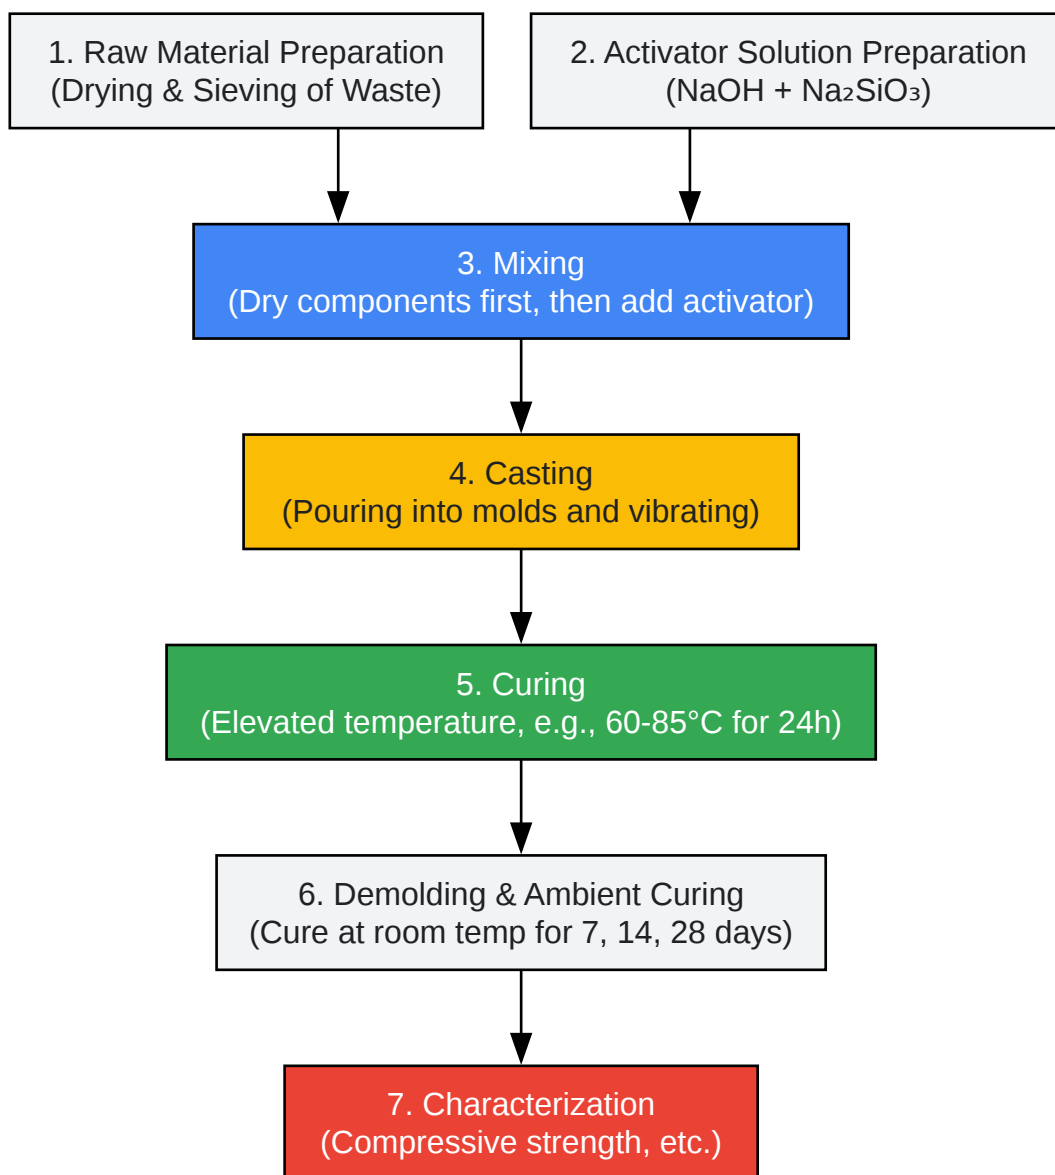 1. Raw Material Preparation
(Drying & Sieving of Waste)
2. Activator Solution Preparation
(NaOH + Na₂SiO₃)
3. Mixing
(Dry components first, then add activator)
4. Casting
(Pouring into molds and vibrating)
5. Curing
(Elevated temperature, e.g., 60-85°C for 24h)
6. Demolding & Ambient Curing
(Cure at room temp for 7, 14, 28 days)
7. Characterization
(Compressive strength, etc.)